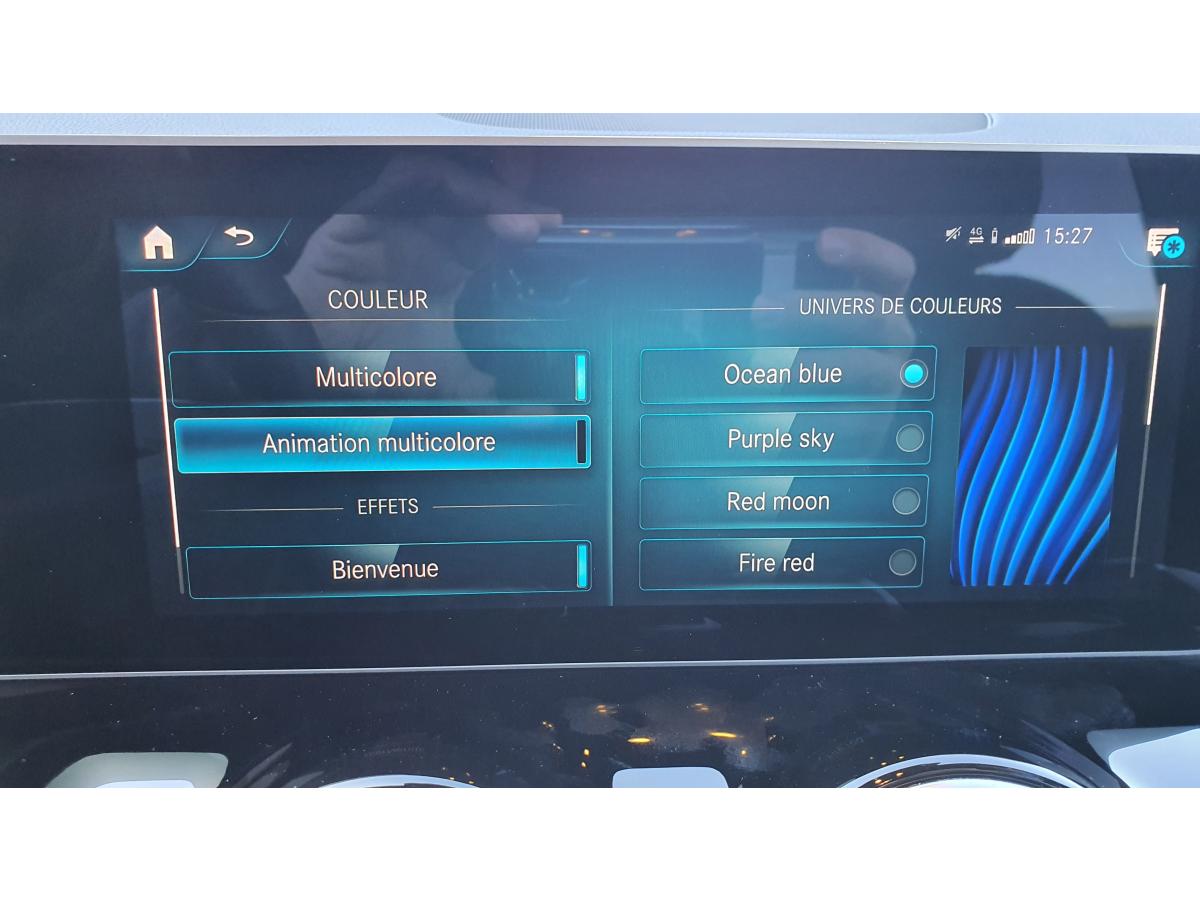 4G 15:27
COULEUR
Multicolore
Animation multicolore
EFFETS
Bienvenue
UNIVERS DE COULEURS
Ocean blue
Purple sky
Red moon
Fire red